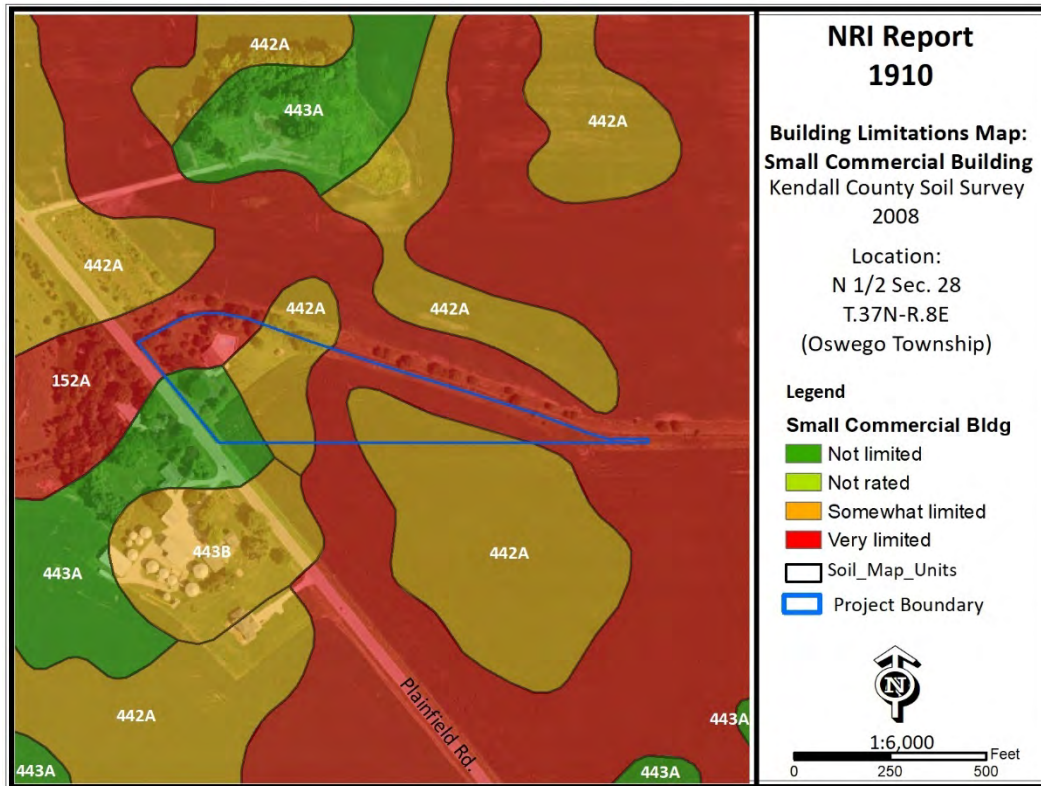 442A
443A
442A
442A
442A
442A
152A
443B
443A
442A
442A
Plainfield Rd.
443A
443A
443A
NRI Report
1910
Building Limitations Map:
Small Commercial Building
Kendall County Soil Survey
2008
Location:
N 1/2 Sec. 28
T.37N-R.8E
(Oswego Township)
Legend
Small Commercial Bldg
Not limited
Not rated
Somewhat limited
Very limited
Soil_Map_Units
Project Boundary
N
1:6,000
Feet
0 250 500